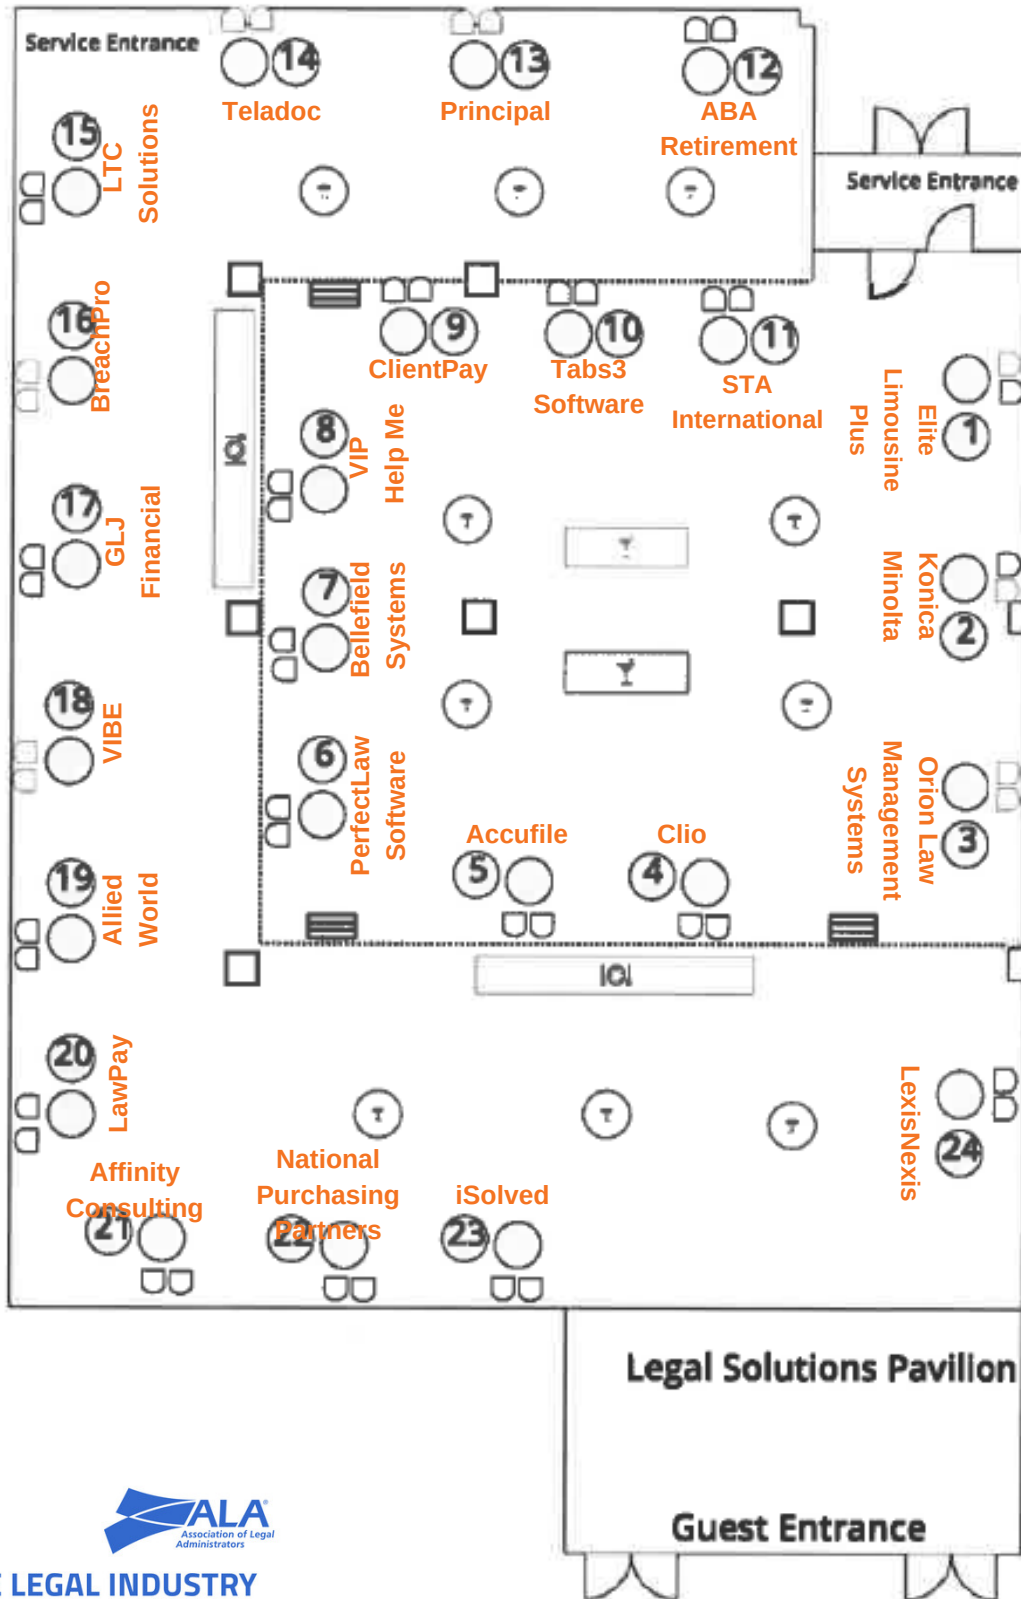 Service Entrance
14
Teladoc
13
Principal
12
ABA
Retirement
Service Entrance
15
LTC
Solutions
16
BreachPro
17
GLJ
Financial
18
VIBE
19
Allied
World
20
LawPay
9
ClientPay
10
Tabs3
Software
11
STA
International
8
VIP
Help Me
7
Bellefield
Systems
6
PerfectLaw
Software
1
Elite
Limousine
Plus
2
Konica
Minolta
3
Orion Law
Management
Systems
Accufile
5
Clio
4
LexisNexis
24
Affinity
Consulting
21
National
Purchasing
Partners
22
iSolved
23
Legal Solutions Pavilion
Guest Entrance
ALA
Association of Legal
Administrators
LEGAL INDUSTRY